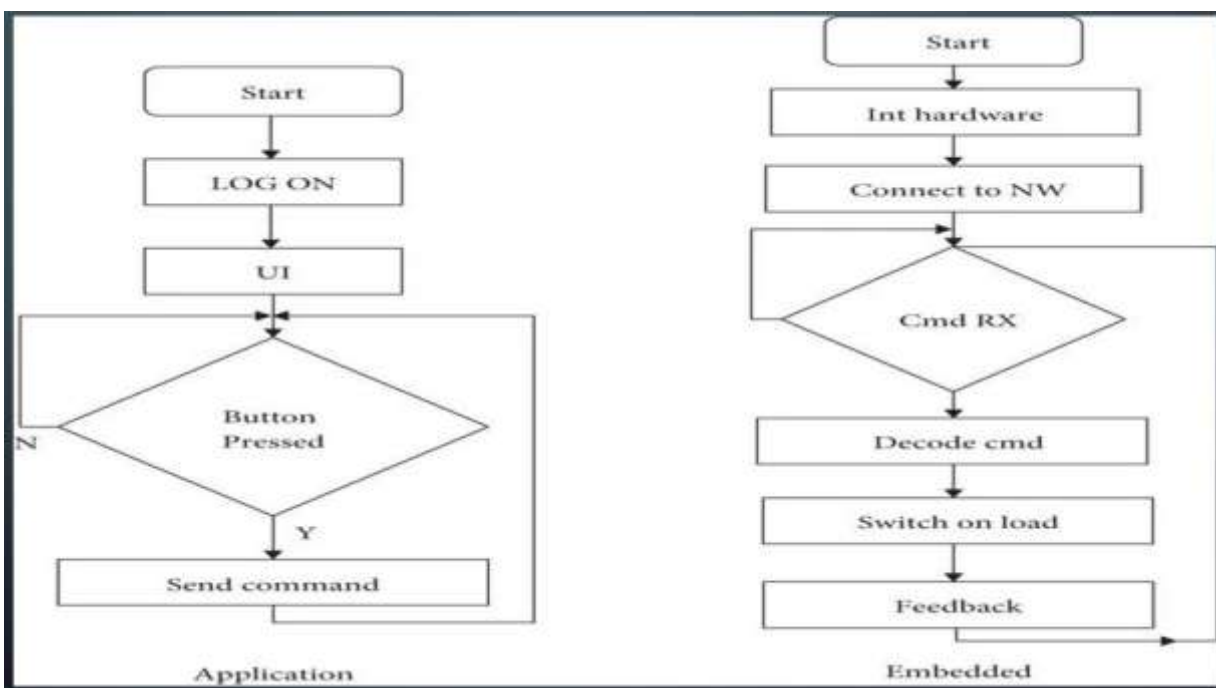 Start
LOG ON
UI
Button
Pressed
N
Y
Send command
Application
Start
Int hardware
Connect to NW
Cmd RX
Decode cmd
Switch on load
Feedback
Embedded